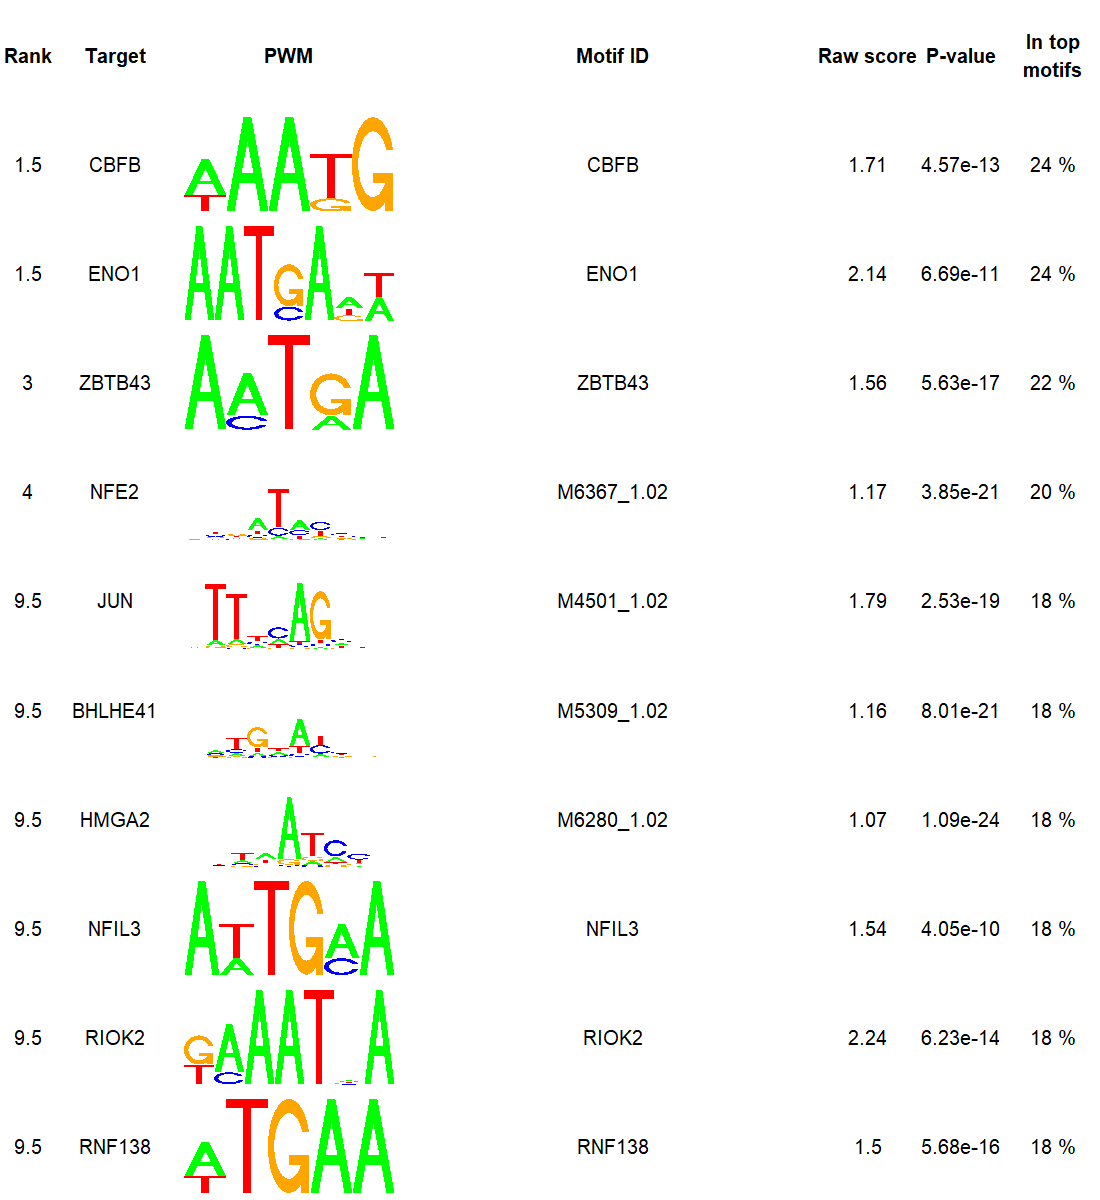 Rank Target PWM Motif ID Raw score P-value In top motifs
1.5 CBFB CBFB 1.71 4.57e-13 24 %
1.5 ENO1 ENO1 2.14 6.69e-11 24 %
3 ZBTB43 ZBTB43 1.56 5.63e-17 22 %
4 NFE2 M6367_1.02 1.17 3.85e-21 20 %
9.5 JUN M4501_1.02 1.79 2.53e-19 18 %
9.5 BHLHE41 M5309_1.02 1.16 8.01e-21 18 %
9.5 HMGA2 M6280_1.02 1.07 1.09e-24 18 %
9.5 NFIL3 NFIL3 1.54 4.05e-10 18 %
9.5 RIOK2 RIOK2 2.24 6.23e-14 18 %
9.5 RNF138 RNF138 1.5 5.68e-16 18 %